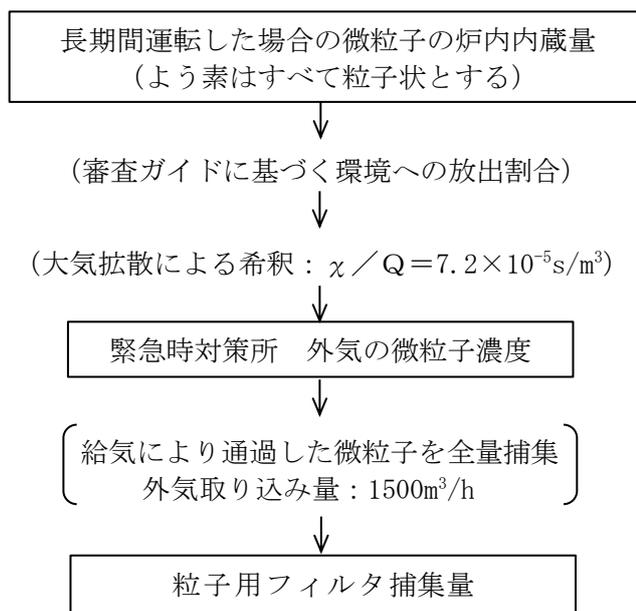 長期間運転した場合の微粒子の炉内内蔵量
（よう素はすべて粒子状とする）
（審査ガイドに基づく環境への放出割合）
（大気拡散による希釈：χ／Q＝7.2×10⁻⁵s/m³）
緊急時対策所　外気の微粒子濃度
給気により通過した微粒子を全量捕集
外気取り込み量：1500m³/h
粒子用フィルタ捕集量